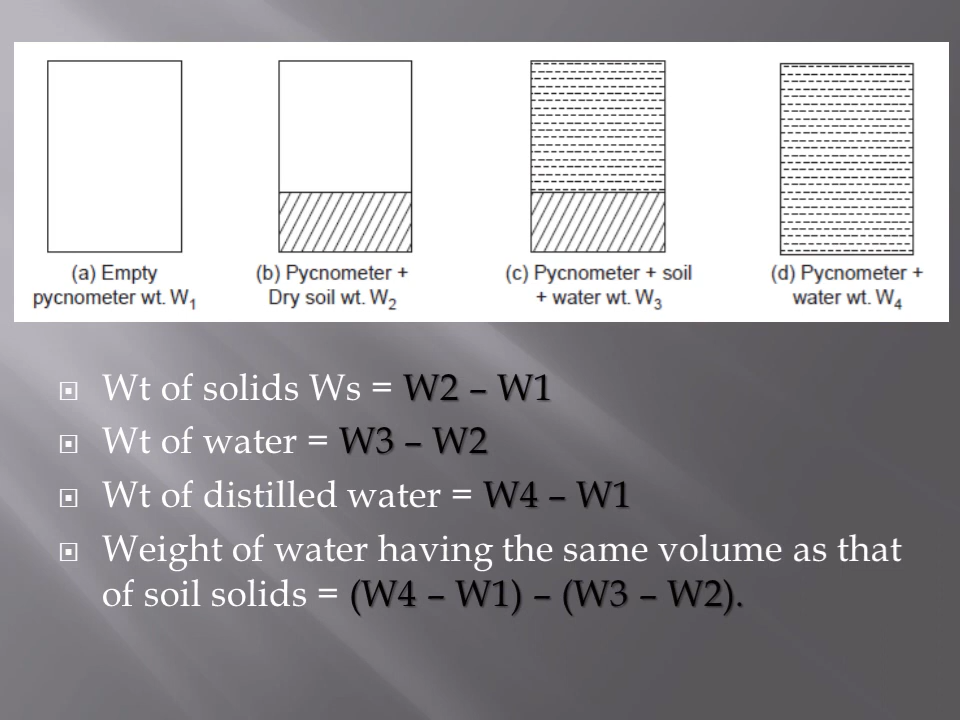 (a) Empty
pycnometer wt. W₁
(b) Pycnometer +
Dry soil wt. W₂
(c) Pycnometer + soil
+ water wt. W₃
(d) Pycnometer +
water wt. W₄
Wt of solids Ws = W2 – W1
Wt of water = W3 – W2
Wt of distilled water = W4 – W1
Weight of water having the same volume as that
of soil solids = (W4 – W1) – (W3 – W2).